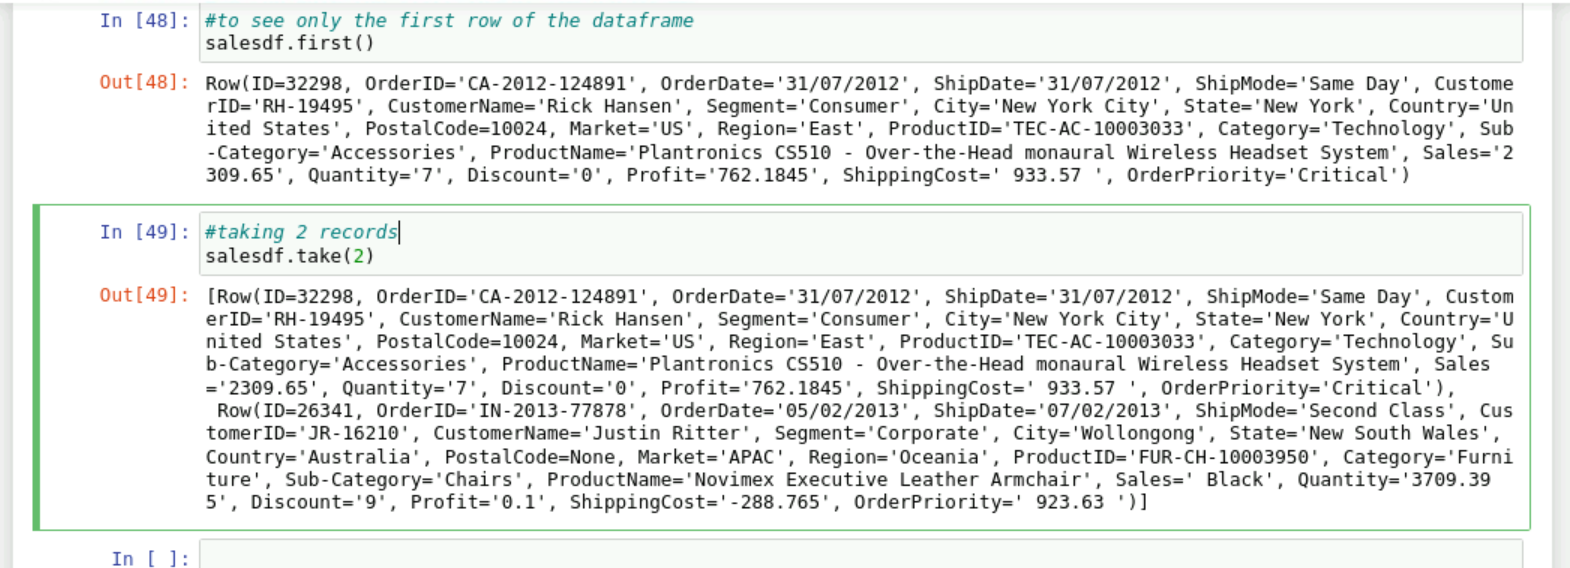 In [48]: #to see only the first row of the dataframe
salesdf.first()
Out[48]: Row(ID=32298, OrderID='CA-2012-124891', OrderDate='31/07/2012', ShipDate='31/07/2012', ShipMode='Same Day', Custome
rID='RH-19495', CustomerName='Rick Hansen', Segment='Consumer', City='New York City', State='New York', Country='Un
ited States', PostalCode=10024, Market='US', Region='East', ProductID='TEC-AC-10003033', Category='Technology', Sub
-Category='Accessories', ProductName='Plantronics CS510 - Over-the-Head monaural Wireless Headset System', Sales='2
309.65', Quantity='7', Discount='0', Profit='762.1845', ShippingCost=' 933.57 ', OrderPriority='Critical')
In [49]: #taking 2 records
salesdf.take(2)
Out[49]: [Row(ID=32298, OrderID='CA-2012-124891', OrderDate='31/07/2012', ShipDate='31/07/2012', ShipMode='Same Day', Custom
erID='RH-19495', CustomerName='Rick Hansen', Segment='Consumer', City='New York City', State='New York', Country='U
nited States', PostalCode=10024, Market='US', Region='East', ProductID='TEC-AC-10003033', Category='Technology', Su
b-Category='Accessories', ProductName='Plantronics CS510 - Over-the-Head monaural Wireless Headset System', Sales
='2309.65', Quantity='7', Discount='0', Profit='762.1845', ShippingCost=' 933.57 ', OrderPriority='Critical'),
Row(ID=26341, OrderID='IN-2013-77878', OrderDate='05/02/2013', ShipDate='07/02/2013', ShipMode='Second Class', Cus
tomerID='JR-16210', CustomerName='Justin Ritter', Segment='Corporate', City='Wollongong', State='New South Wales',
Country='Australia', PostalCode=None, Market='APAC', Region='Oceania', ProductID='FUR-CH-10003950', Category='Furni
ture', Sub-Category='Chairs', ProductName='Novimex Executive Leather Armchair', Sales=' Black', Quantity='3709.39
5', Discount='9', Profit='0.1', ShippingCost='-288.765', OrderPriority=' 923.63 ')]
In [ ]: